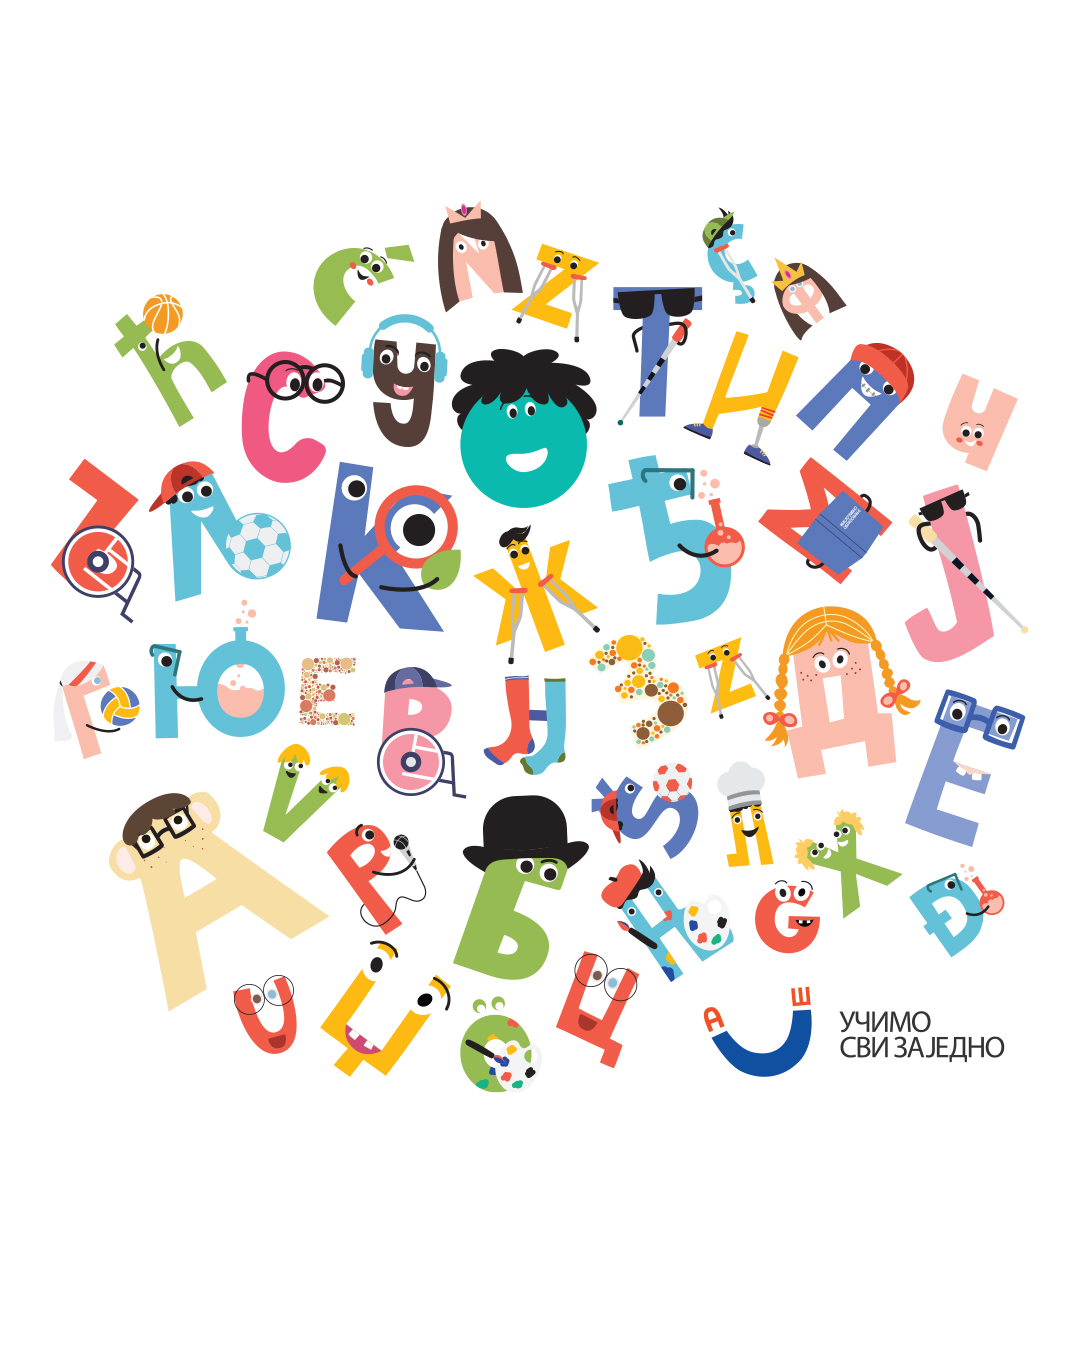 Z
Ћ С У О Т И П Ч
М К Ж Ђ Ј
Е В З Z Д Е
А V Р Б Ѕ Х
Н G Đ
U Џ О Ц
А Ш
УЧИМО
СВИ ЗАЈЕДНО